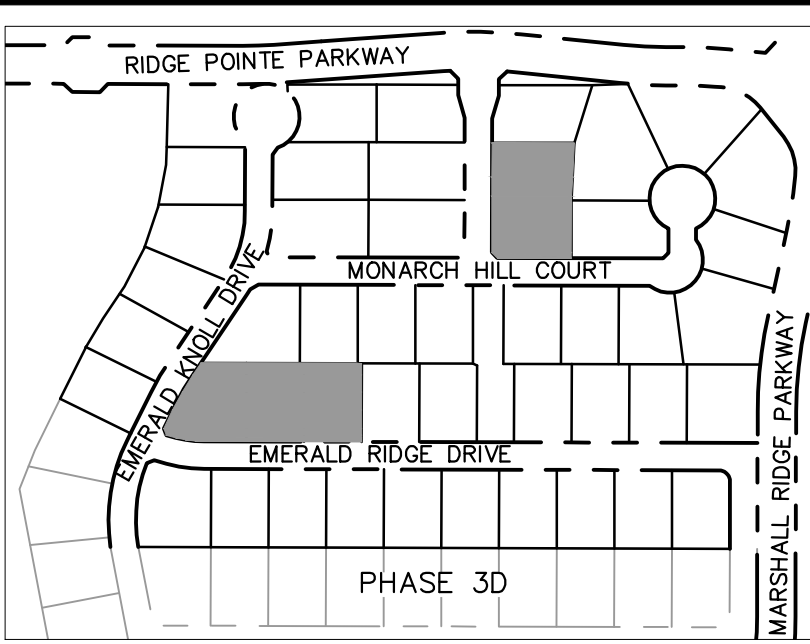 RIDGE POINTE PARKWAY
MONARCH HILL COURT
EMERALD KNOLL DRIVE
EMERALD RIDGE DRIVE
MARSHALL RIDGE PARKWAY
PHASE 3D